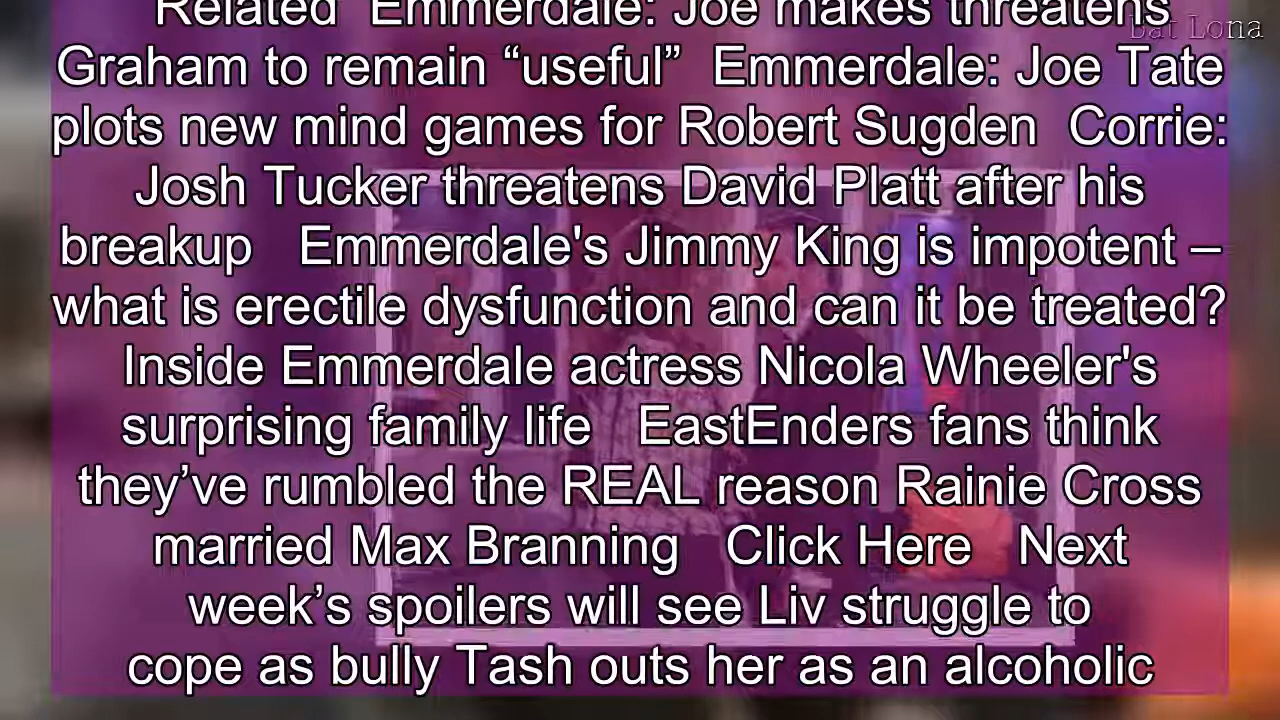 Related Emmerdale: Joe makes threatens
Bat Lona
Graham to remain “useful” Emmerdale: Joe Tate
plots new mind games for Robert Sugden Corrie:
Josh Tucker threatens David Platt after his
breakup Emmerdale's Jimmy King is impotent –
what is erectile dysfunction and can it be treated?
Inside Emmerdale actress Nicola Wheeler's
surprising family life EastEnders fans think
they’ve rumbled the REAL reason Rainie Cross
married Max Branning Click Here Next
week’s spoilers will see Liv struggle to
cope as bully Tash outs her as an alcoholic